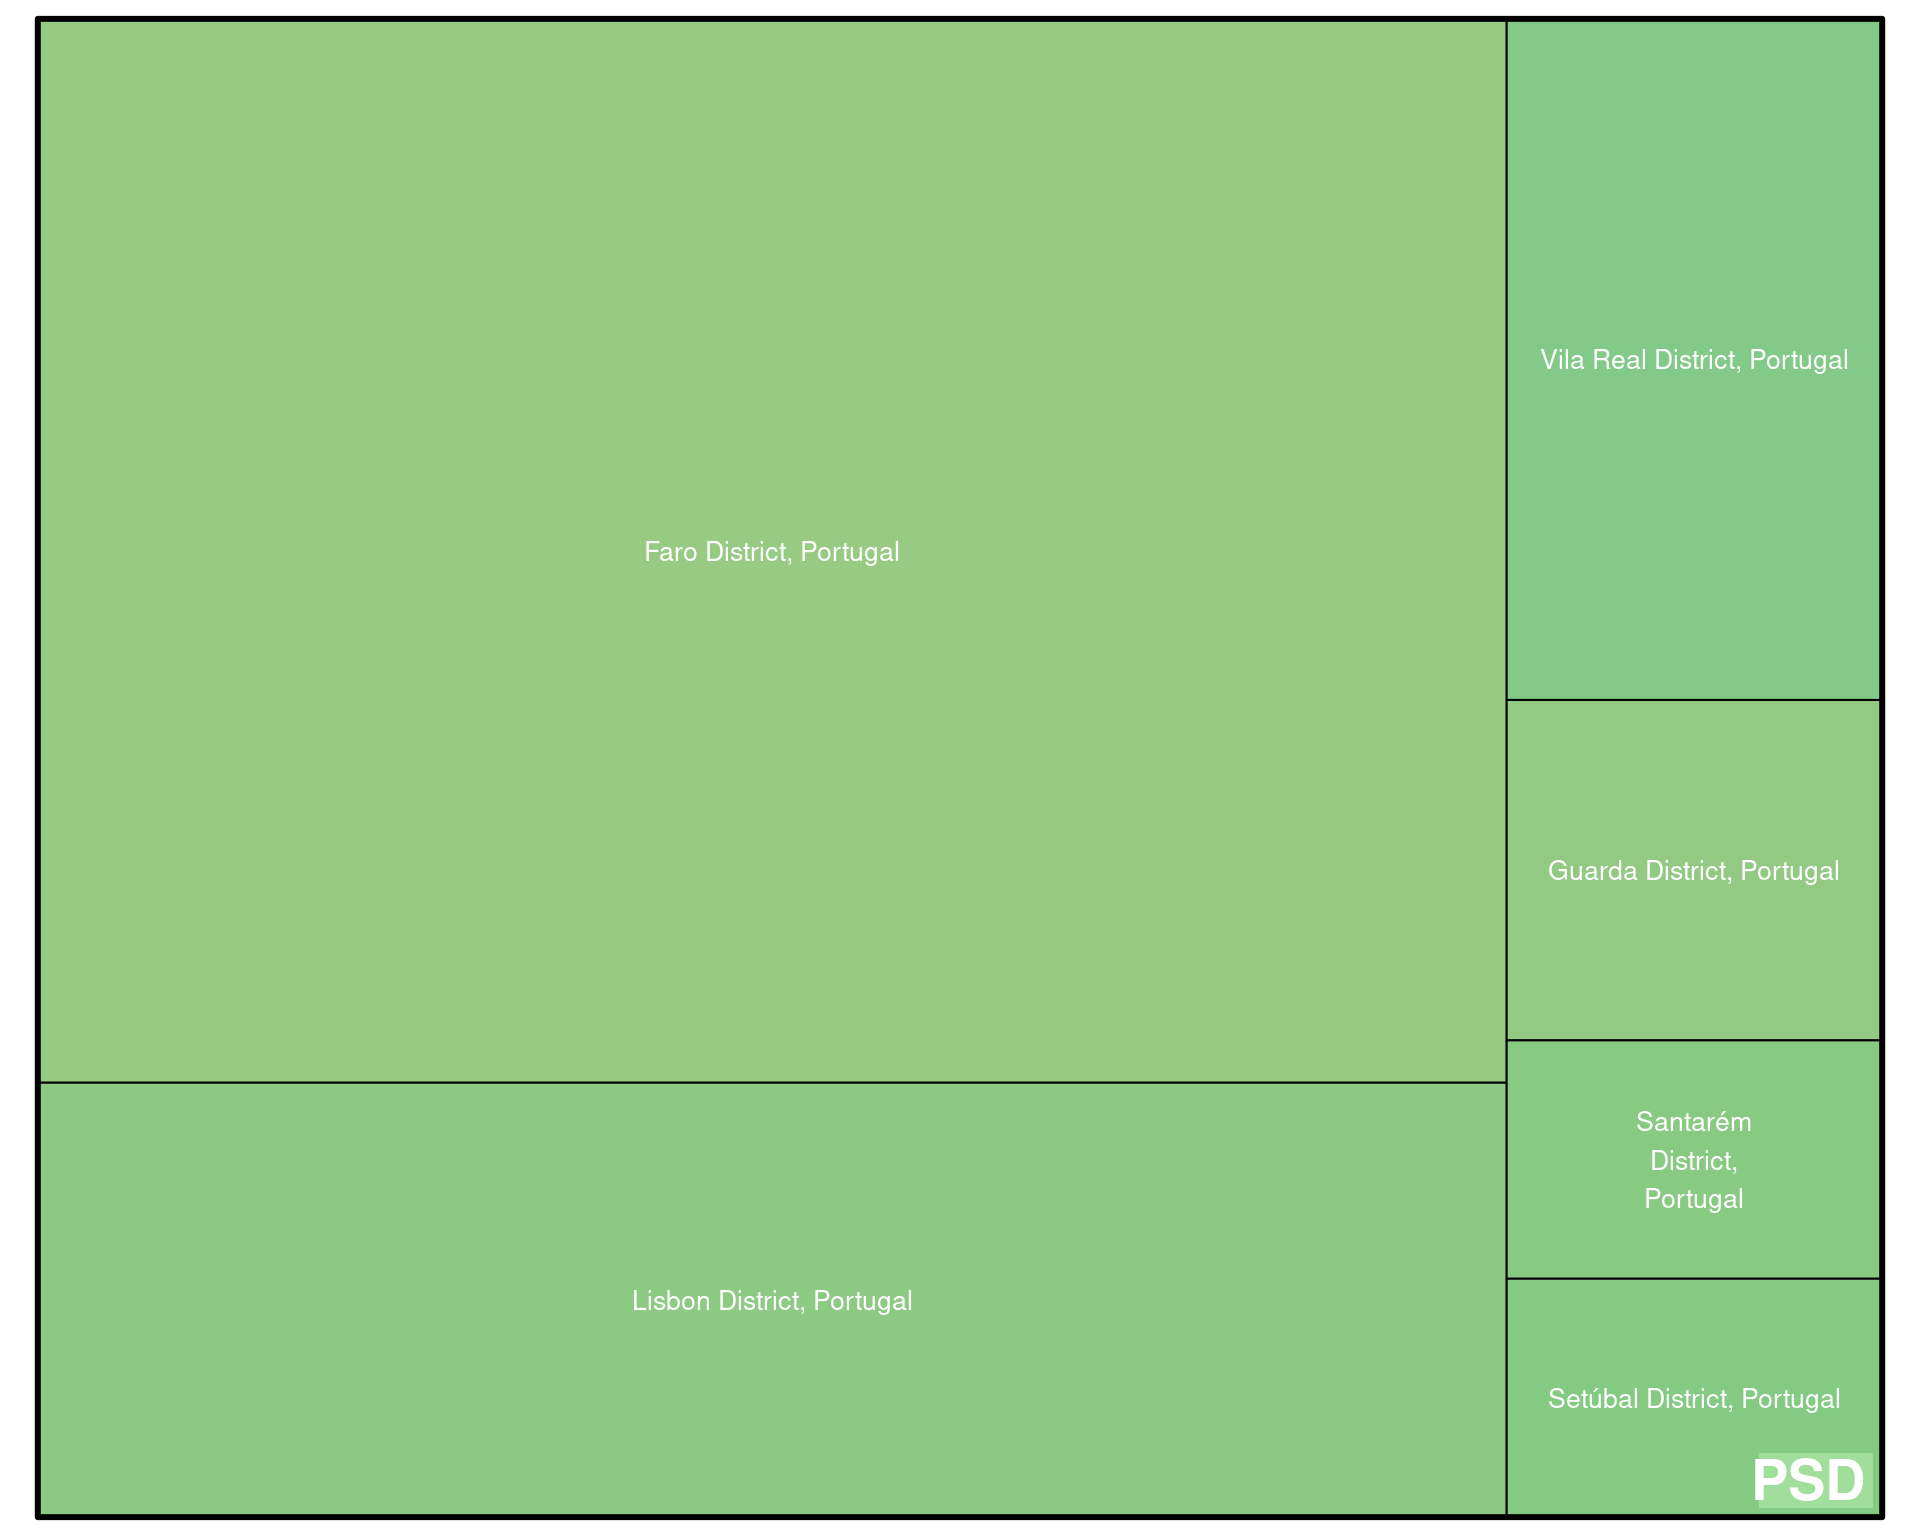 Faro District, Portugal
Lisbon District, Portugal
Vila Real District, Portugal
Guarda District, Portugal
Santarém
District,
Portugal
Setúbal District, Portugal
PSD